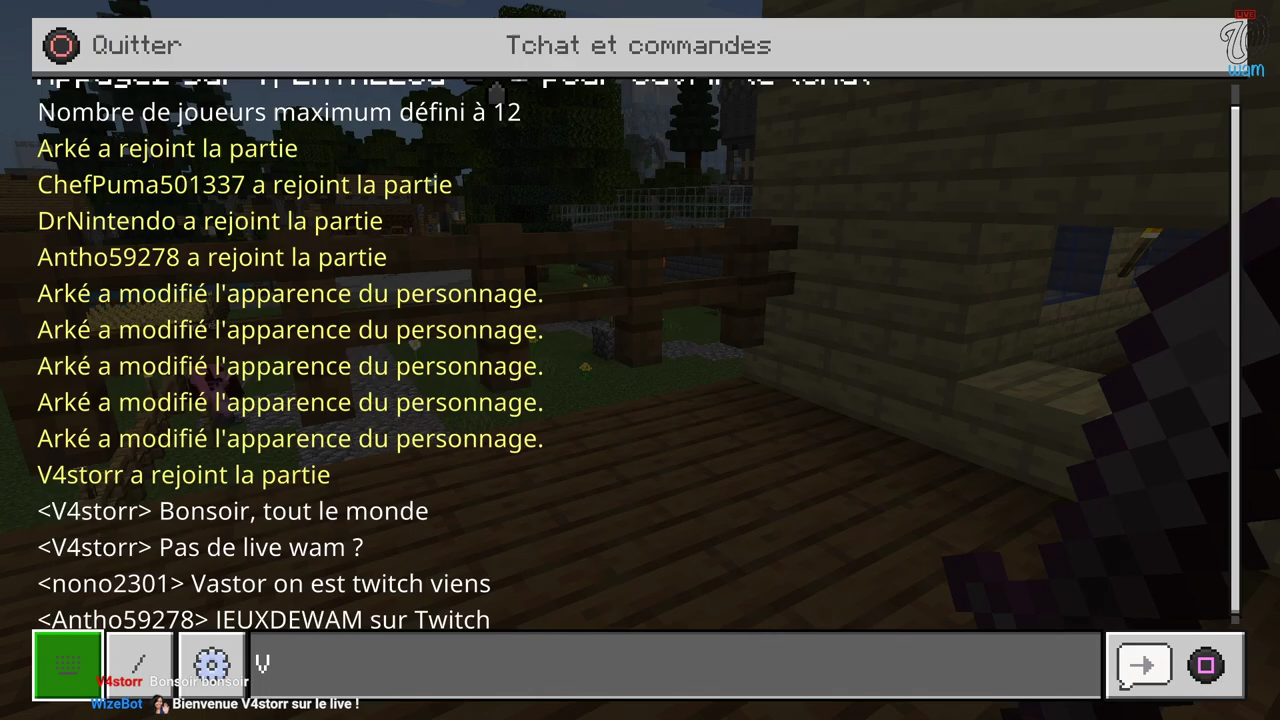 Quitter
Tchat et commandes
LIVE
wam
Nombre de joueurs maximum défini à 12
Arké a rejoint la partie
ChefPuma501337 a rejoint la partie
DrNintendo a rejoint la partie
Antho59278 a rejoint la partie
Arké a modifié l'apparence du personnage.
Arké a modifié l'apparence du personnage.
Arké a modifié l'apparence du personnage.
Arké a modifié l'apparence du personnage.
Arké a modifié l'apparence du personnage.
V4storr a rejoint la partie
<V4storr> Bonsoir, tout le monde
<V4storr> Pas de live wam ?
<nono2301> Vastor on est twitch viens
<Antho59278> IEUXDEWAM sur Twitch
/
V
V4storr Bonsoir bonsoir
WizeBot Bienvenue V4storr sur le live !